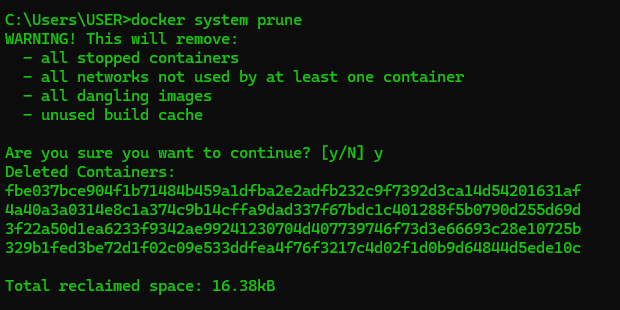 C:\Users\USER>docker system prune
WARNING! This will remove:
  - all stopped containers
  - all networks not used by at least one container
  - all dangling images
  - unused build cache

Are you sure you want to continue? [y/N] y
Deleted Containers:
fbe037bce904f1b71484b459a1dfba2e2adfb232c9f7392d3ca14d54201631af
4a40a3a0314e8c1a374c9b14cffa9dad337f67bdc1c401288f5b0790d255d69d
3f22a50d1ea6233f9342ae99241230704d407739746f73d3e66693c28e10725b
329b1fed3be72d1f02c09e533ddfea4f76f3217c4d02f1d0b9d64844d5ede10c

Total reclaimed space: 16.38kB